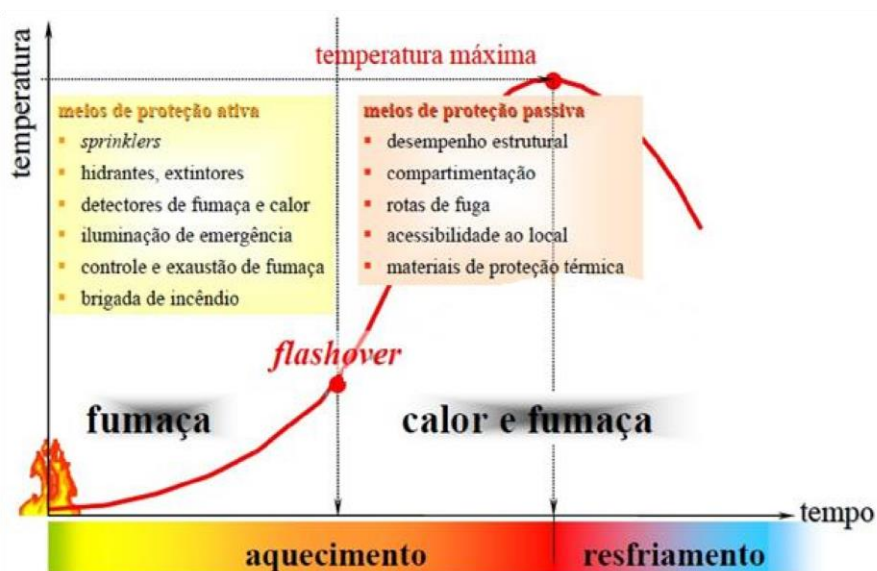 temperatura
temperatura máxima
meios de proteção ativa
sprinklers
hidrantes, extintores
detectores de fumaça e calor
iluminação de emergência
controle e exaustão de fumaça
brigada de incêndio
meios de proteção passiva
desempenho estrutural
compartimentação
rotas de fuga
acessibilidade ao local
materiais de proteção térmica
flashover
fumaça
calor e fumaça
tempo
aquecimento
resfriamento